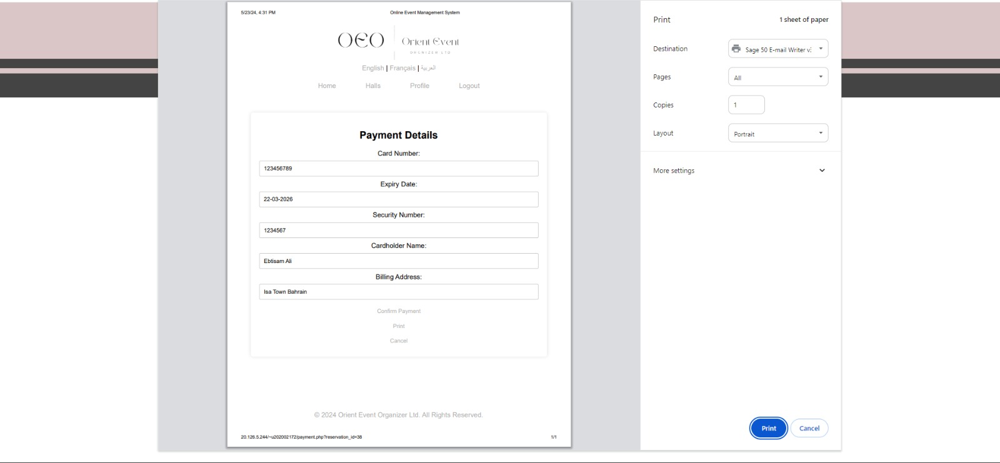 5/23/24, 4:31 PM Online Event Management System
OEO Orient Event
ORGNIZER LTD
English | Français | العربية
Home Halls Profile Logout
Payment Details
Card Number:
123456789
Expiry Date:
22-03-2026
Security Number:
1234567
Cardholder Name:
Ebtisam Ali
Billing Address:
Isa Town Bahrain
Confirm Payment
Print
Cancel
© 2024 Orient Event Organizer Ltd. All Rights Reserved.
20.126.5.244/~u202002172/payment.php?reservation_id=38 1/1
Print 1 sheet of paper
Destination Sage 50 E-mail Writer v:
Pages All
Copies 1
Layout Portrait
More settings
Print Cancel